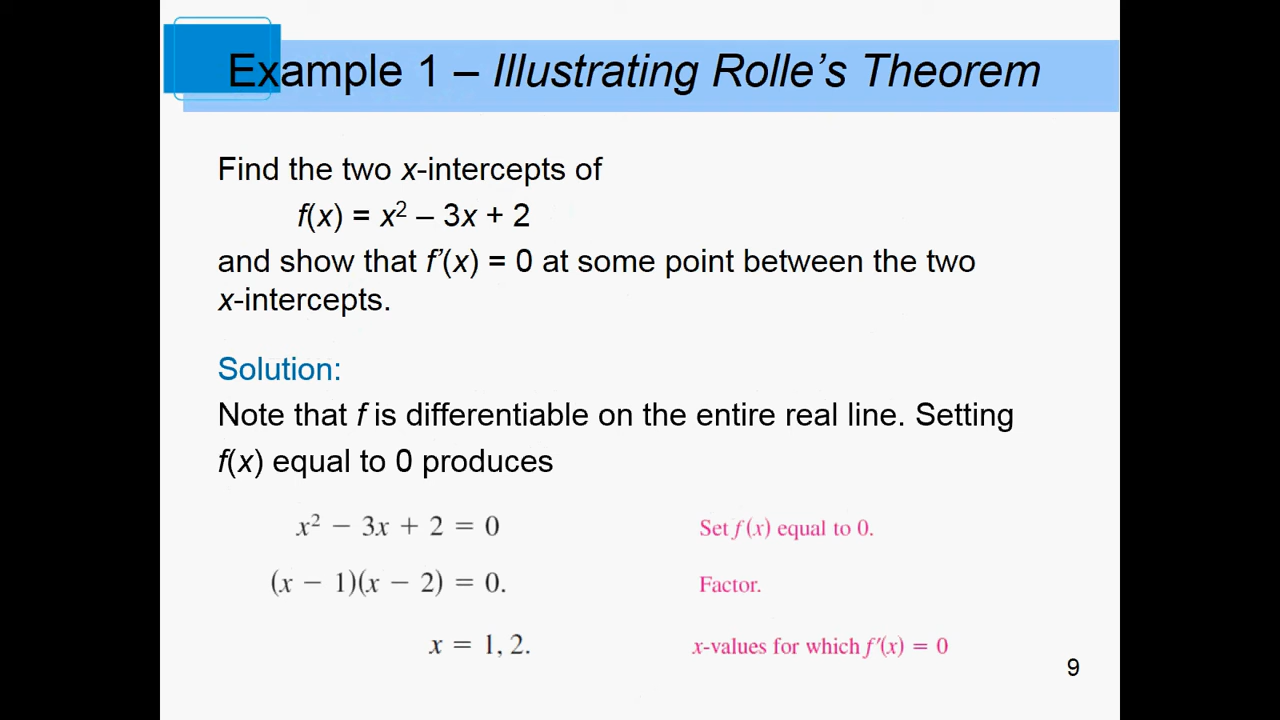 Example 1 – Illustrating Rolle’s Theorem
Find the two x-intercepts of
f(x) = x² – 3x + 2
and show that f’(x) = 0 at some point between the two
x-intercepts.
Solution:
Note that f is differentiable on the entire real line. Setting
f(x) equal to 0 produces
x² − 3x + 2 = 0 Set f(x) equal to 0.
(x − 1)(x − 2) = 0. Factor.
x = 1, 2. x-values for which f′(x) = 0
9